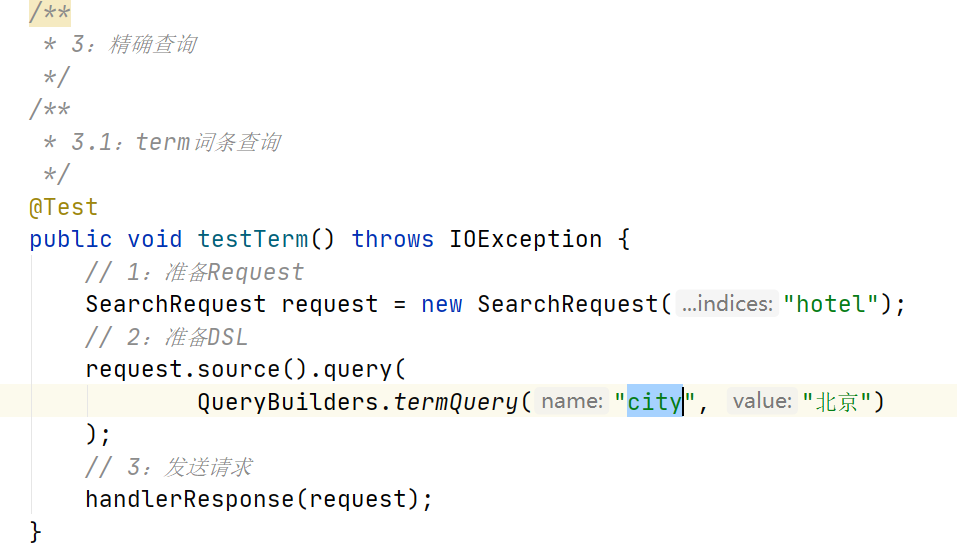 /**
 * 3：精确查询
 */
/**
 * 3.1：term词条查询
 */
@Test
public void testTerm() throws IOException {
    // 1：准备Request
    SearchRequest request = new SearchRequest( ...indices: "hotel");
    // 2：准备DSL
    request.source().query(
            QueryBuilders.termQuery( name: "city", value: "北京")
    );
    // 3：发送请求
    handlerResponse(request);
}